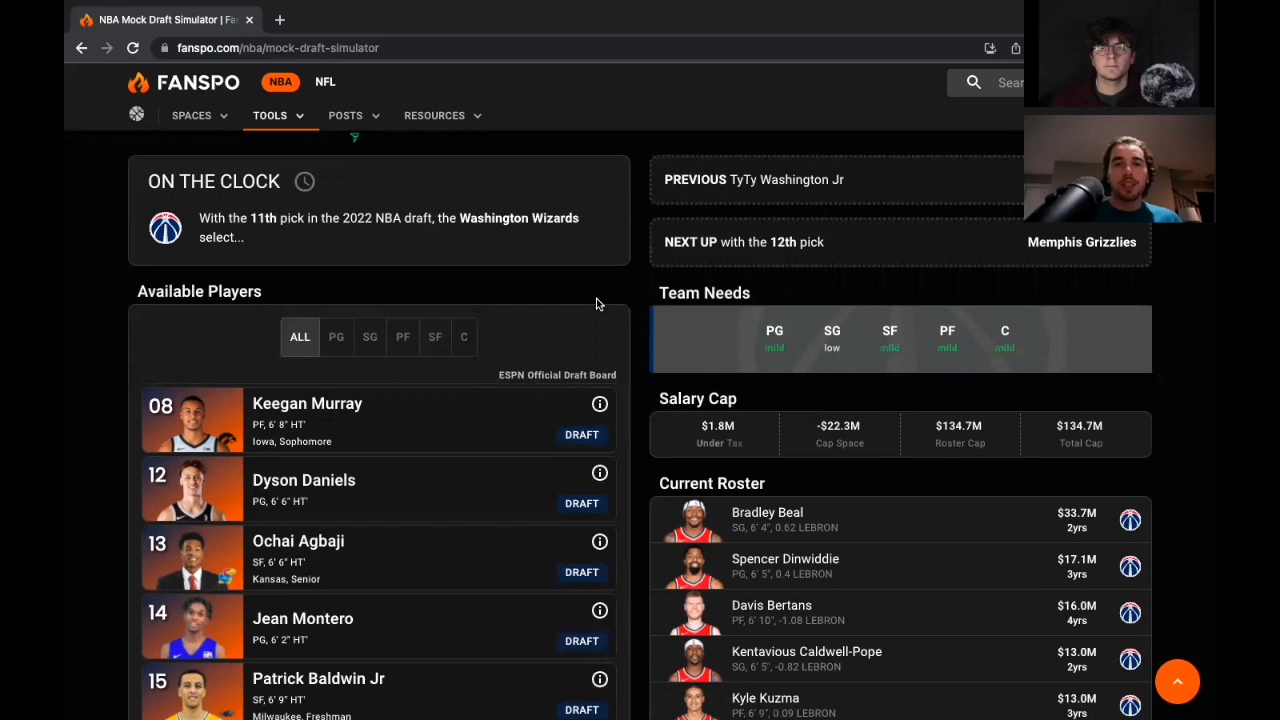 NBA Mock Draft Simulator | Fa
fanspo.com/nba/mock-draft-simulator
FANSPO
NBA
NFL
Sear
SPACES
TOOLS
POSTS
RESOURCES
ON THE CLOCK
With the 11th pick in the 2022 NBA draft, the Washington Wizards
select...
PREVIOUS TyTy Washington Jr
NEXT UP with the 12th pick
Memphis Grizzlies
Available Players
ALL
PG
SG
PF
SF
C
ESPN Official Draft Board
08
Keegan Murray
PF, 6' 8" HT'
Iowa, Sophomore
DRAFT
12
Dyson Daniels
PG, 6' 6" HT'
DRAFT
13
Ochai Agbaji
SF, 6' 6" HT'
Kansas, Senior
DRAFT
14
Jean Montero
PG, 6' 2" HT'
DRAFT
15
Patrick Baldwin Jr
SF, 6' 9" HT'
Milwaukee, Freshman
DRAFT
Team Needs
PG SG SF PF C
mild low mild mild mild
Salary Cap
$1.8M -$22.3M $134.7M $134.7M
Under Tax Cap Space Roster Cap Total Cap
Current Roster
Bradley Beal $33.7M
SG, 6' 4", 0.62 LEBRON 2yrs
Spencer Dinwiddie $17.1M
PG, 6' 5", 0.4 LEBRON 3yrs
Davis Bertans $16.0M
PF, 6' 10", -1.08 LEBRON 4yrs
Kentavious Caldwell-Pope $13.0M
SG, 6' 5", -0.82 LEBRON 2yrs
Kyle Kuzma $13.0M
PF, 6' 9", 0.09 LEBRON 3yrs